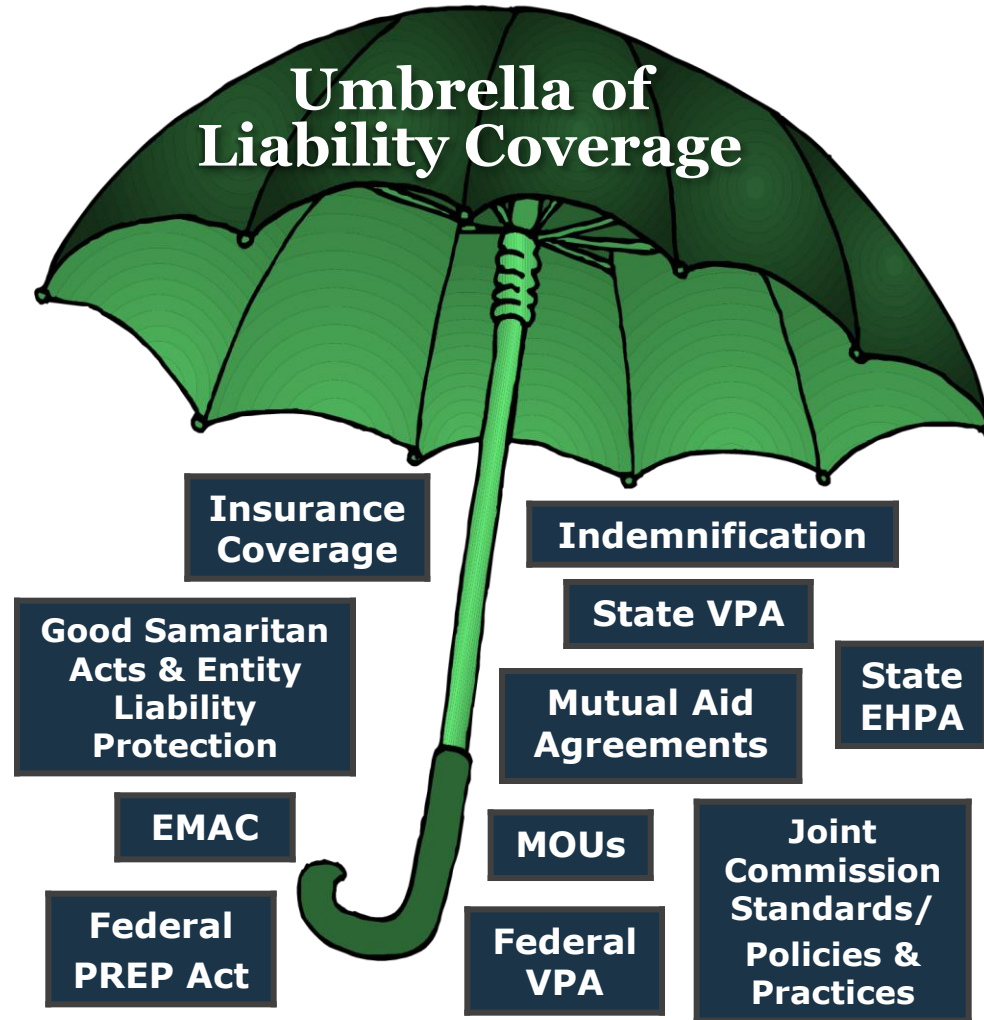 Umbrella of
Liability Coverage
Insurance
Coverage
Indemnification
State VPA
Good Samaritan
Acts & Entity
Liability
Protection
State
EHPA
Mutual Aid
Agreements
EMAC
MOUs
Joint
Commission
Standards/
Policies &
Practices
Federal
PREP Act
Federal
VPA